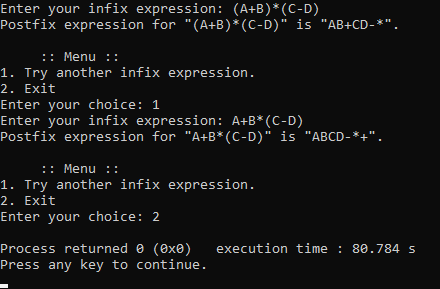 Enter your infix expression: (A+B)*(C-D)
Postfix expression for "(A+B)*(C-D)" is "AB+CD-*".
:: Menu ::
1. Try another infix expression.
2. Exit
Enter your choice: 1
Enter your infix expression: A+B*(C-D)
Postfix expression for "A+B*(C-D)" is "ABCD-*+".
:: Menu ::
1. Try another infix expression.
2. Exit
Enter your choice: 2
Process returned 0 (0x0)   execution time : 80.784 s
Press any key to continue.